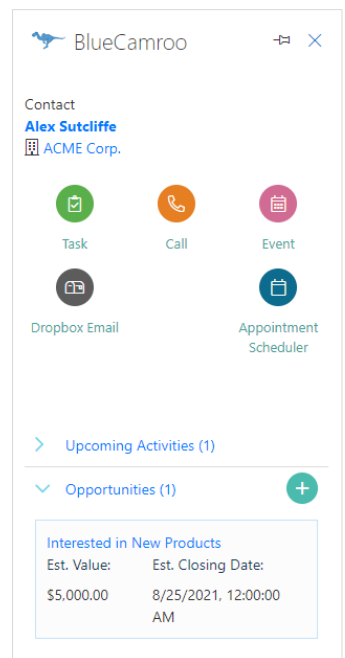 BlueCamroo
Contact
Alex Sutcliffe
ACME Corp.
Task Call Event
Dropbox Email Appointment
Scheduler
Upcoming Activities (1)
Opportunities (1)
Interested in New Products
Est. Value: Est. Closing Date:
$5,000.00 8/25/2021, 12:00:00
AM